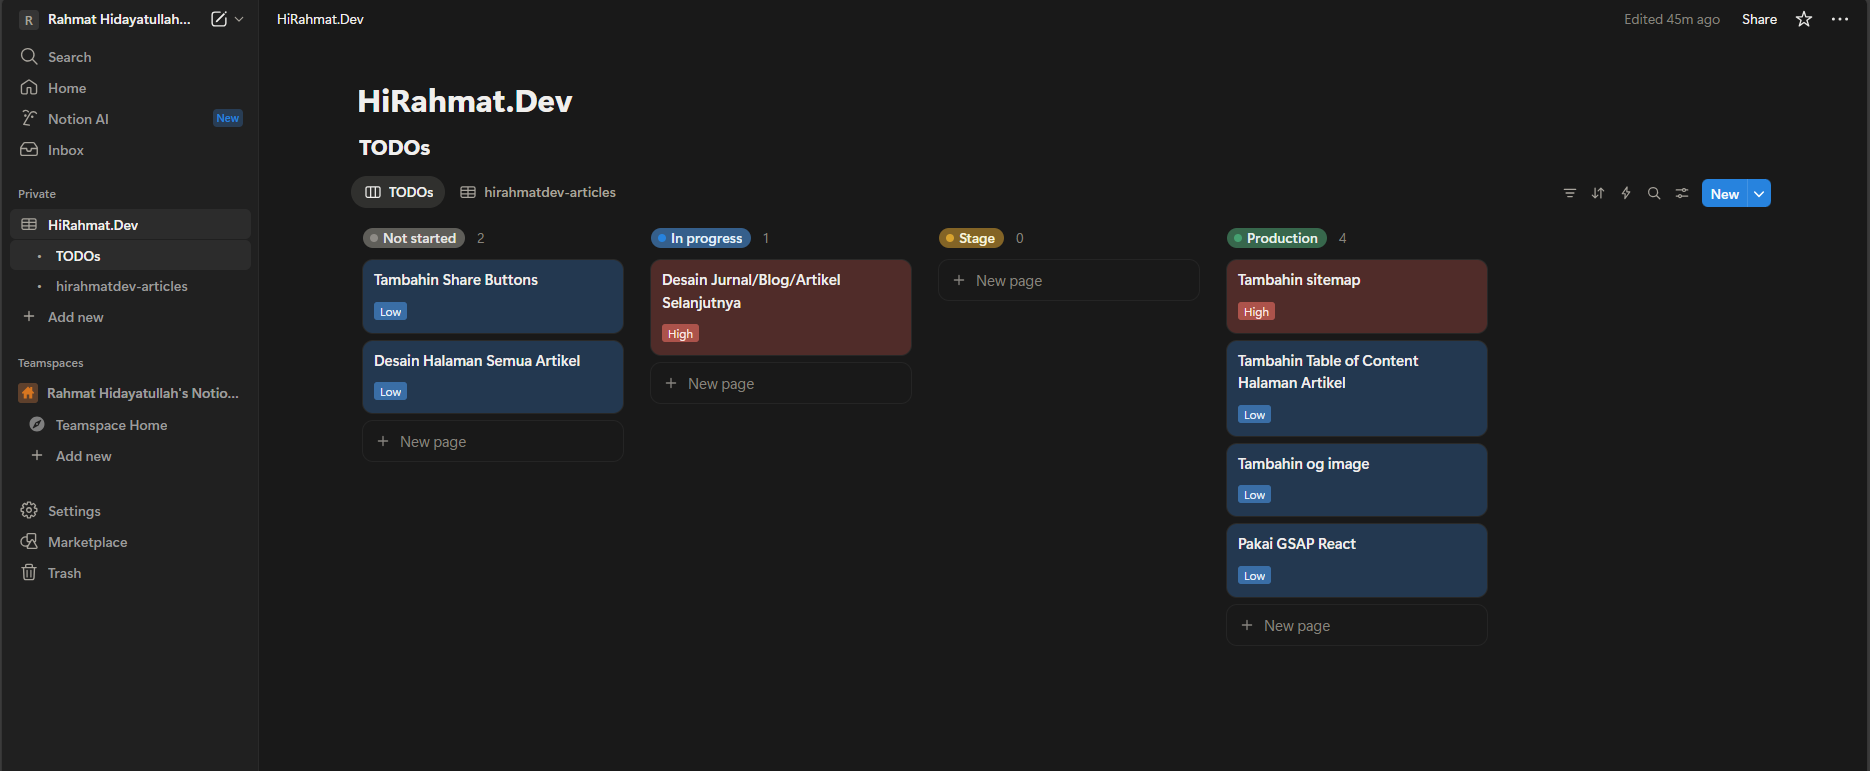 R Rahmat Hidayatullah...
Search
Home
Notion AI New
Inbox
Private
HiRahmat.Dev
TODOs
hirahmatdev-articles
Add new
Teamspaces
Rahmat Hidayatullah's Notio...
Teamspace Home
Add new
Settings
Marketplace
Trash
HiRahmat.Dev
Edited 45m ago Share
HiRahmat.Dev
TODOs
TODOs hirahmatdev-articles
New
Not started 2
Tambahin Share Buttons
Low
Desain Halaman Semua Artikel
Low
New page
In progress 1
Desain Jurnal/Blog/Artikel
Selanjutnya
High
New page
Stage 0
New page
Production 4
Tambahin sitemap
High
Tambahin Table of Content
Halaman Artikel
Low
Tambahin og image
Low
Pakai GSAP React
Low
New page